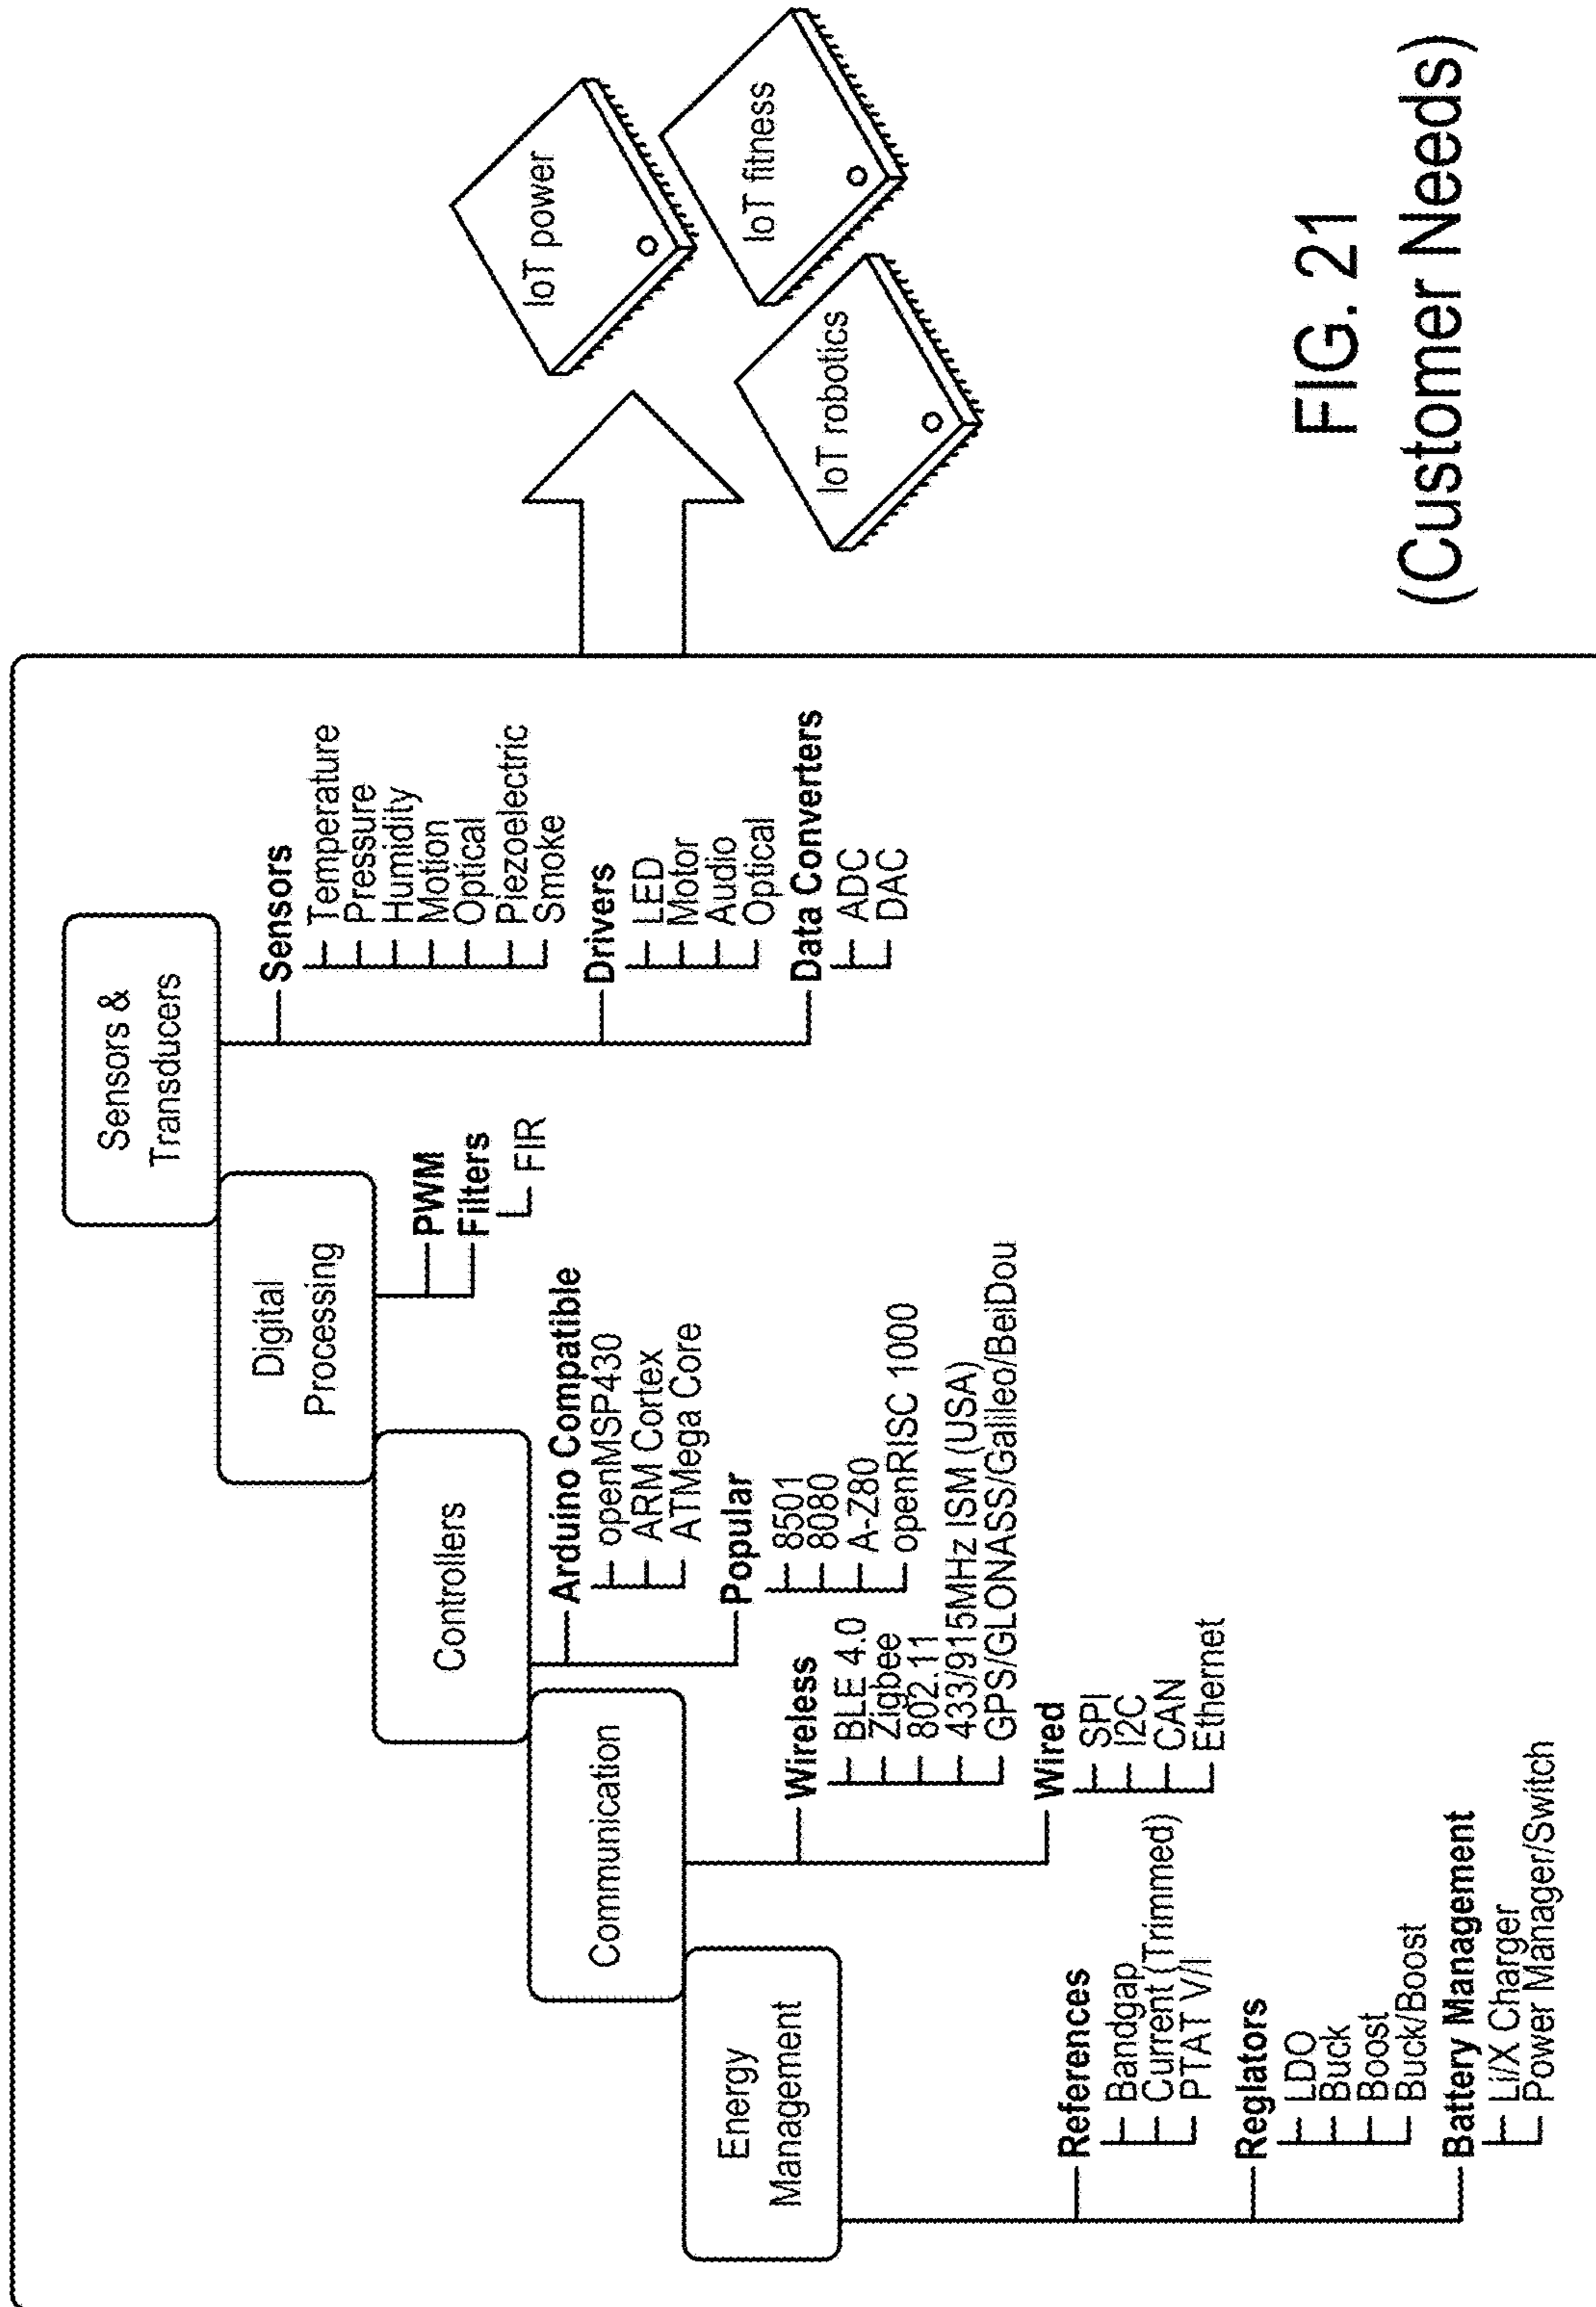 Energy
Management
References
Bandgap
Current (Trimmed)
PTAT V/I
Reglators
LDO
Buck
Boost
Buck/Boost
Battery Management
Li/X Charger
Power Manager/Switch
Communication
Wireless
BLE 4.0
Zigbee
802.11
433/915MHz ISM (USA)
GPS/GLONASS/Galileo/BeiDou
Wired
SPI
I2C
CAN
Ethernet
Controllers
Arduino Compatible
openMSP430
ARM Cortex
ATMega Core
Popular
8501
8080
A-Z80
openRISC 1000
Digital
Processing
PWM
Filters
FIR
Sensors &
Transducers
Sensors
Temperature
Pressure
Humidity
Motion
Optical
Piezoelectric
Smoke
Drivers
LED
Motor
Audio
Optical
Data Converters
ADC
DAC
IoT power
IoT robotics
IoT fitness
FIG. 21
(Customer Needs)